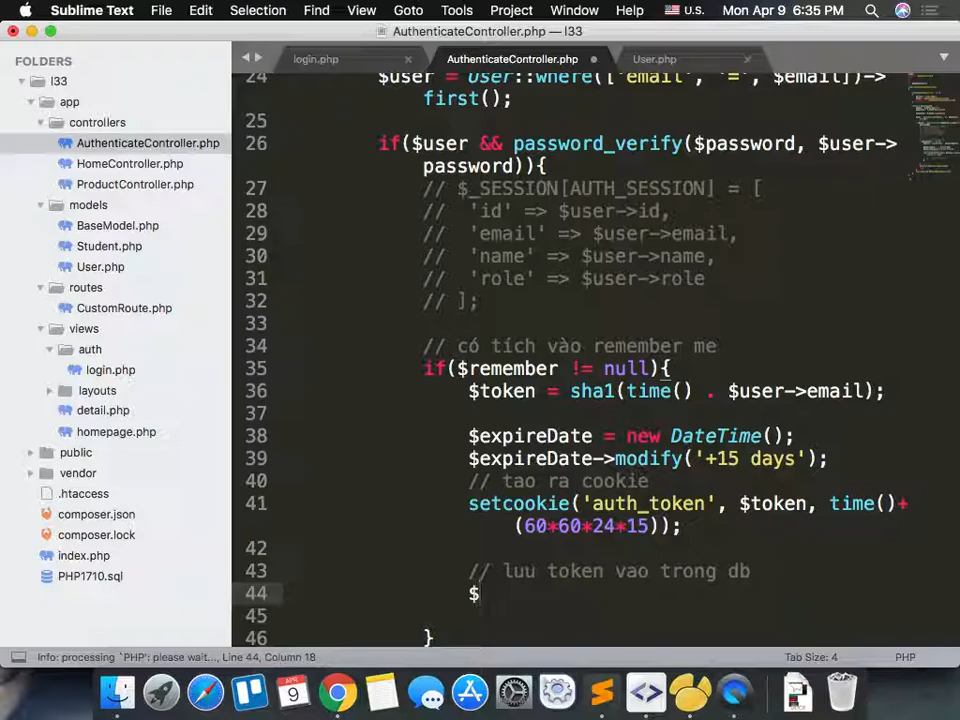 Sublime Text File Edit Selection Find View Goto Tools Project Window Help U.S. Mon Apr 9 6:35 PM
AuthenticateController.php — l33
FOLDERS
l33
app
controllers
AuthenticateController.php
HomeController.php
ProductController.php
models
BaseModel.php
Student.php
User.php
routes
CustomRoute.php
views
auth
login.php
layouts
detail.php
homepage.php
public
vendor
.htaccess
composer.json
composer.lock
index.php
PHP1710.sql
login.php × AuthenticateController.php User.php ×
24 $user = User::where(['email', '=', $email])->
first();
25
26 if($user && password_verify($password, $user->
password)){
27 // $_SESSION[AUTH_SESSION] = [
28 // 'id' => $user->id,
29 // 'email' => $user->email,
30 // 'name' => $user->name,
31 // 'role' => $user->role
32 // ];
33
34 // có tích vào remember me
35 if($remember != null){
36 $token = sha1(time() . $user->email);
37
38 $expireDate = new DateTime();
39 $expireDate->modify('+15 days');
40 // tao ra cookie
41 setcookie('auth_token', $token, time()+
(60*60*24*15));
42
43 // luu token vao trong db
44 $
45
46 }
Info: processing `PHP': please wait..., Line 44, Column 18 Tab Size: 4 PHP
APR
9